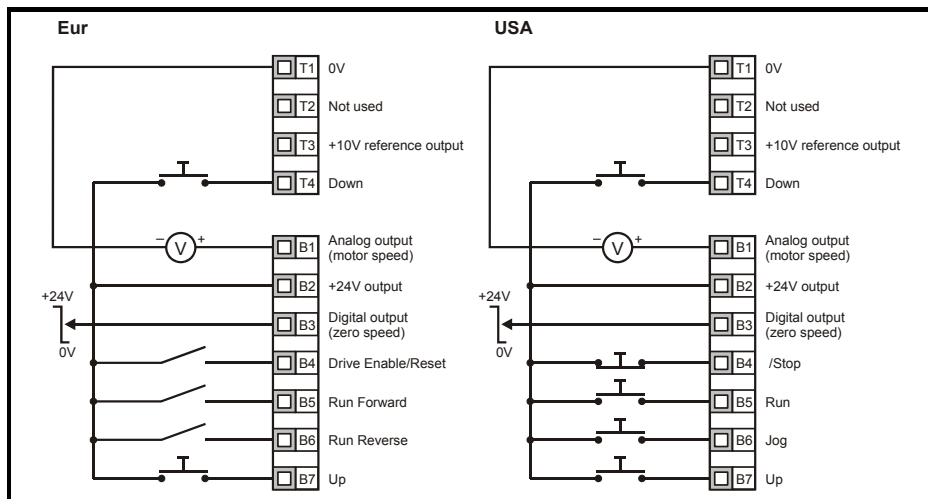 Eur
T1 0V
T2 Not used
T3 +10V reference output
T4 Down
– V +
B1 Analog output
(motor speed)
B2 +24V output
+24V
B3 Digital output
(zero speed)
0V
B4 Drive Enable/Reset
B5 Run Forward
B6 Run Reverse
B7 Up
USA
T1 0V
T2 Not used
T3 +10V reference output
T4 Down
– V +
B1 Analog output
(motor speed)
B2 +24V output
+24V
B3 Digital output
(zero speed)
0V
B4 /Stop
B5 Run
B6 Jog
B7 Up